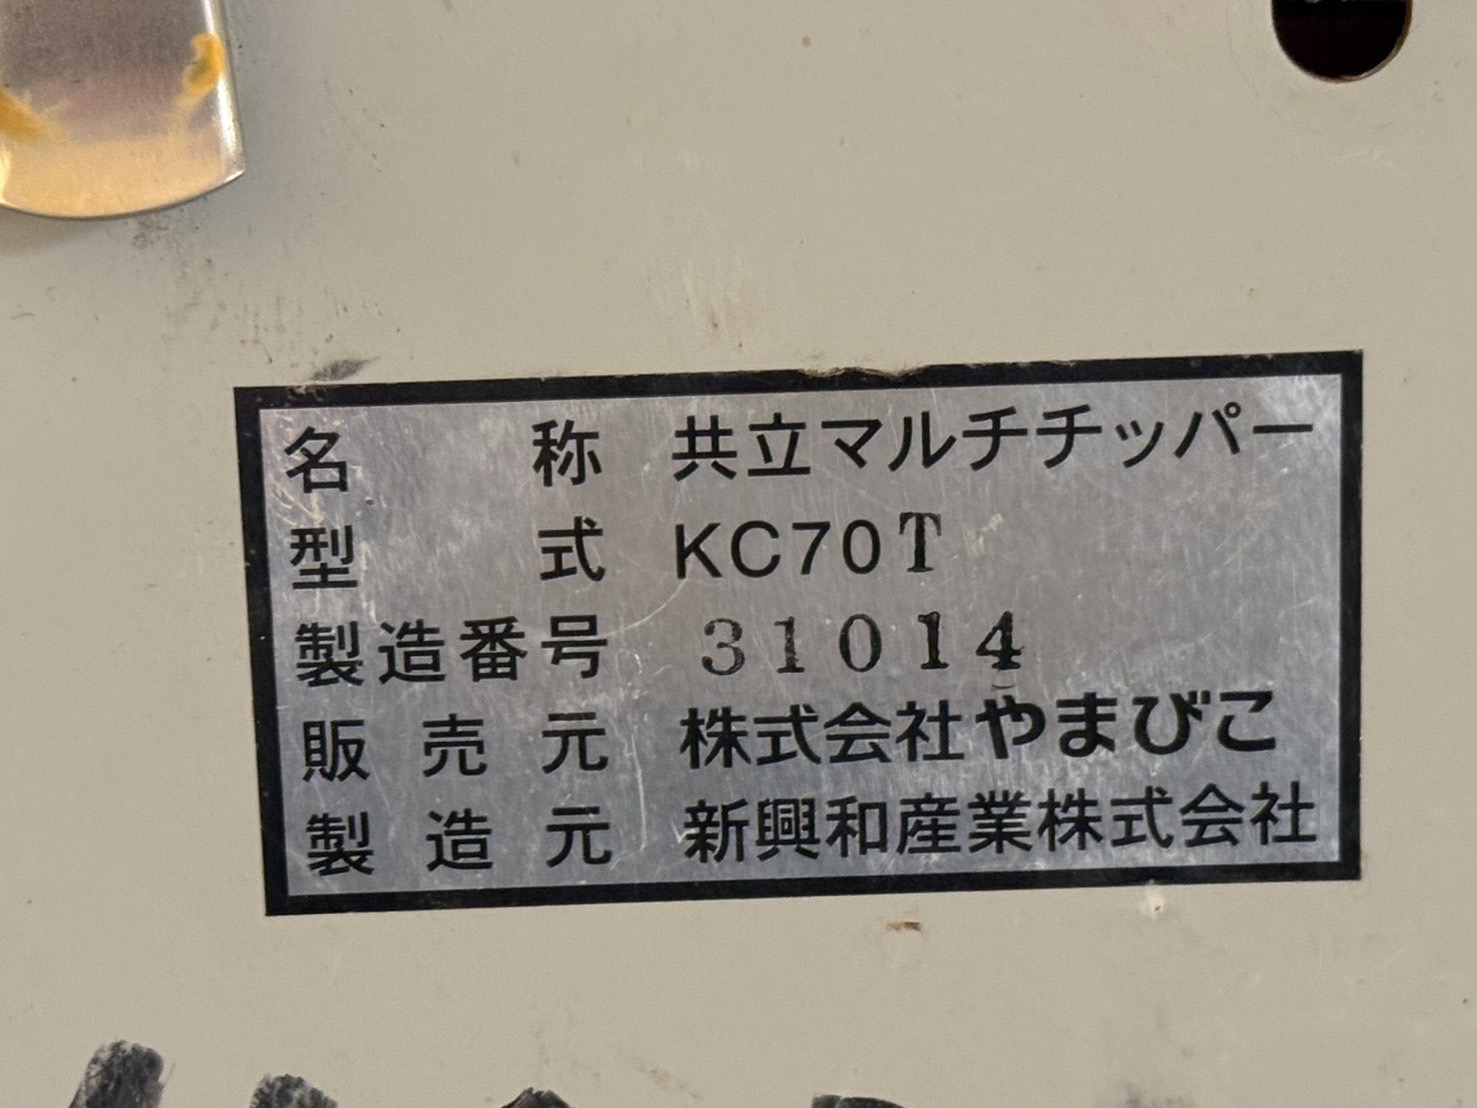 名称 共立マルチチッパー
型式 KC70T
製造番号 31014
販売元 株式会社やまびこ
製造元 新興和産業株式会社